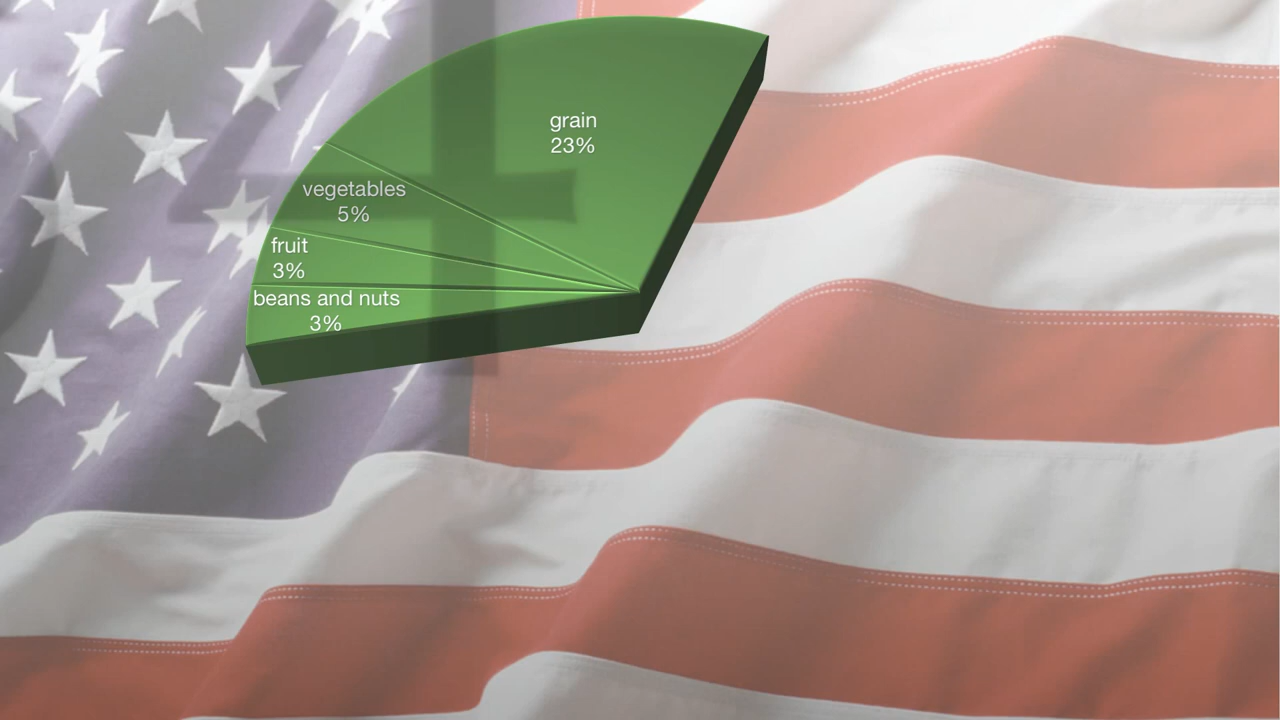 grain
23%
vegetables
5%
fruit
3%
beans and nuts
3%